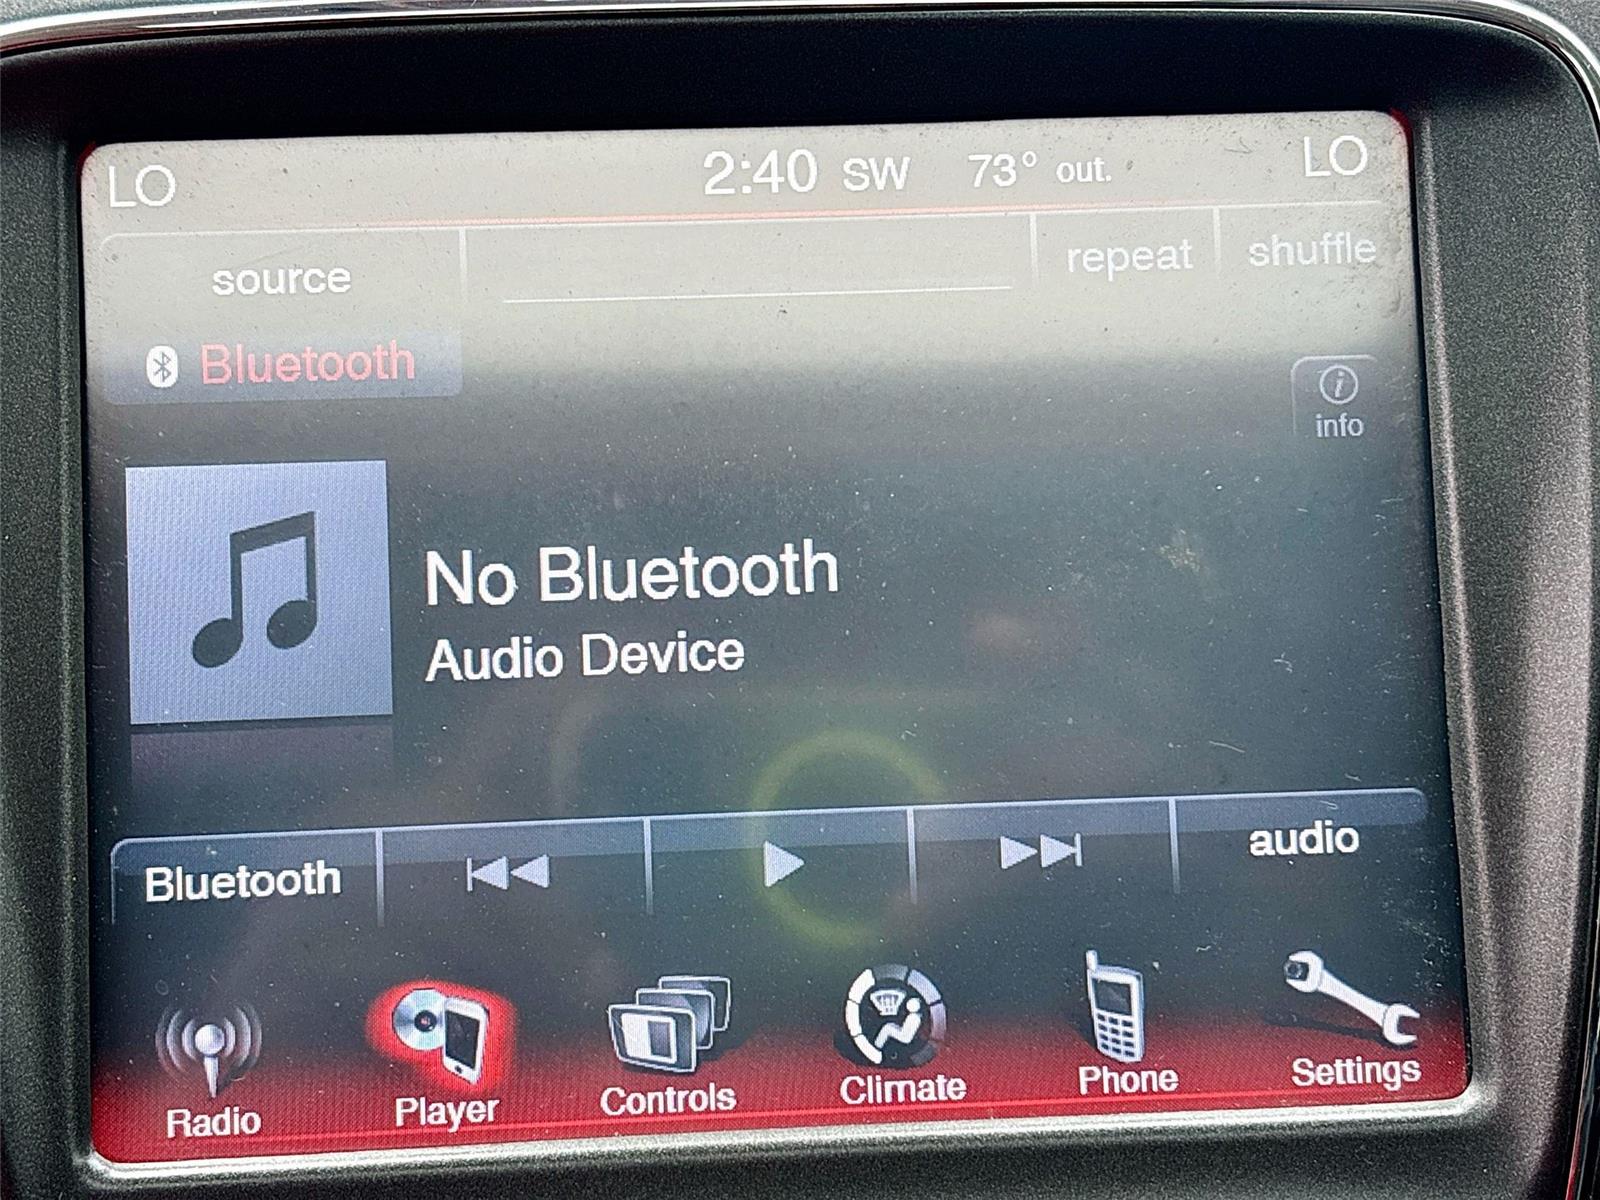 LO 2:40 SW 73° out. LO
source repeat shuffle
Bluetooth
info
No Bluetooth
Audio Device
Bluetooth audio
Radio Player Controls Climate Phone Settings